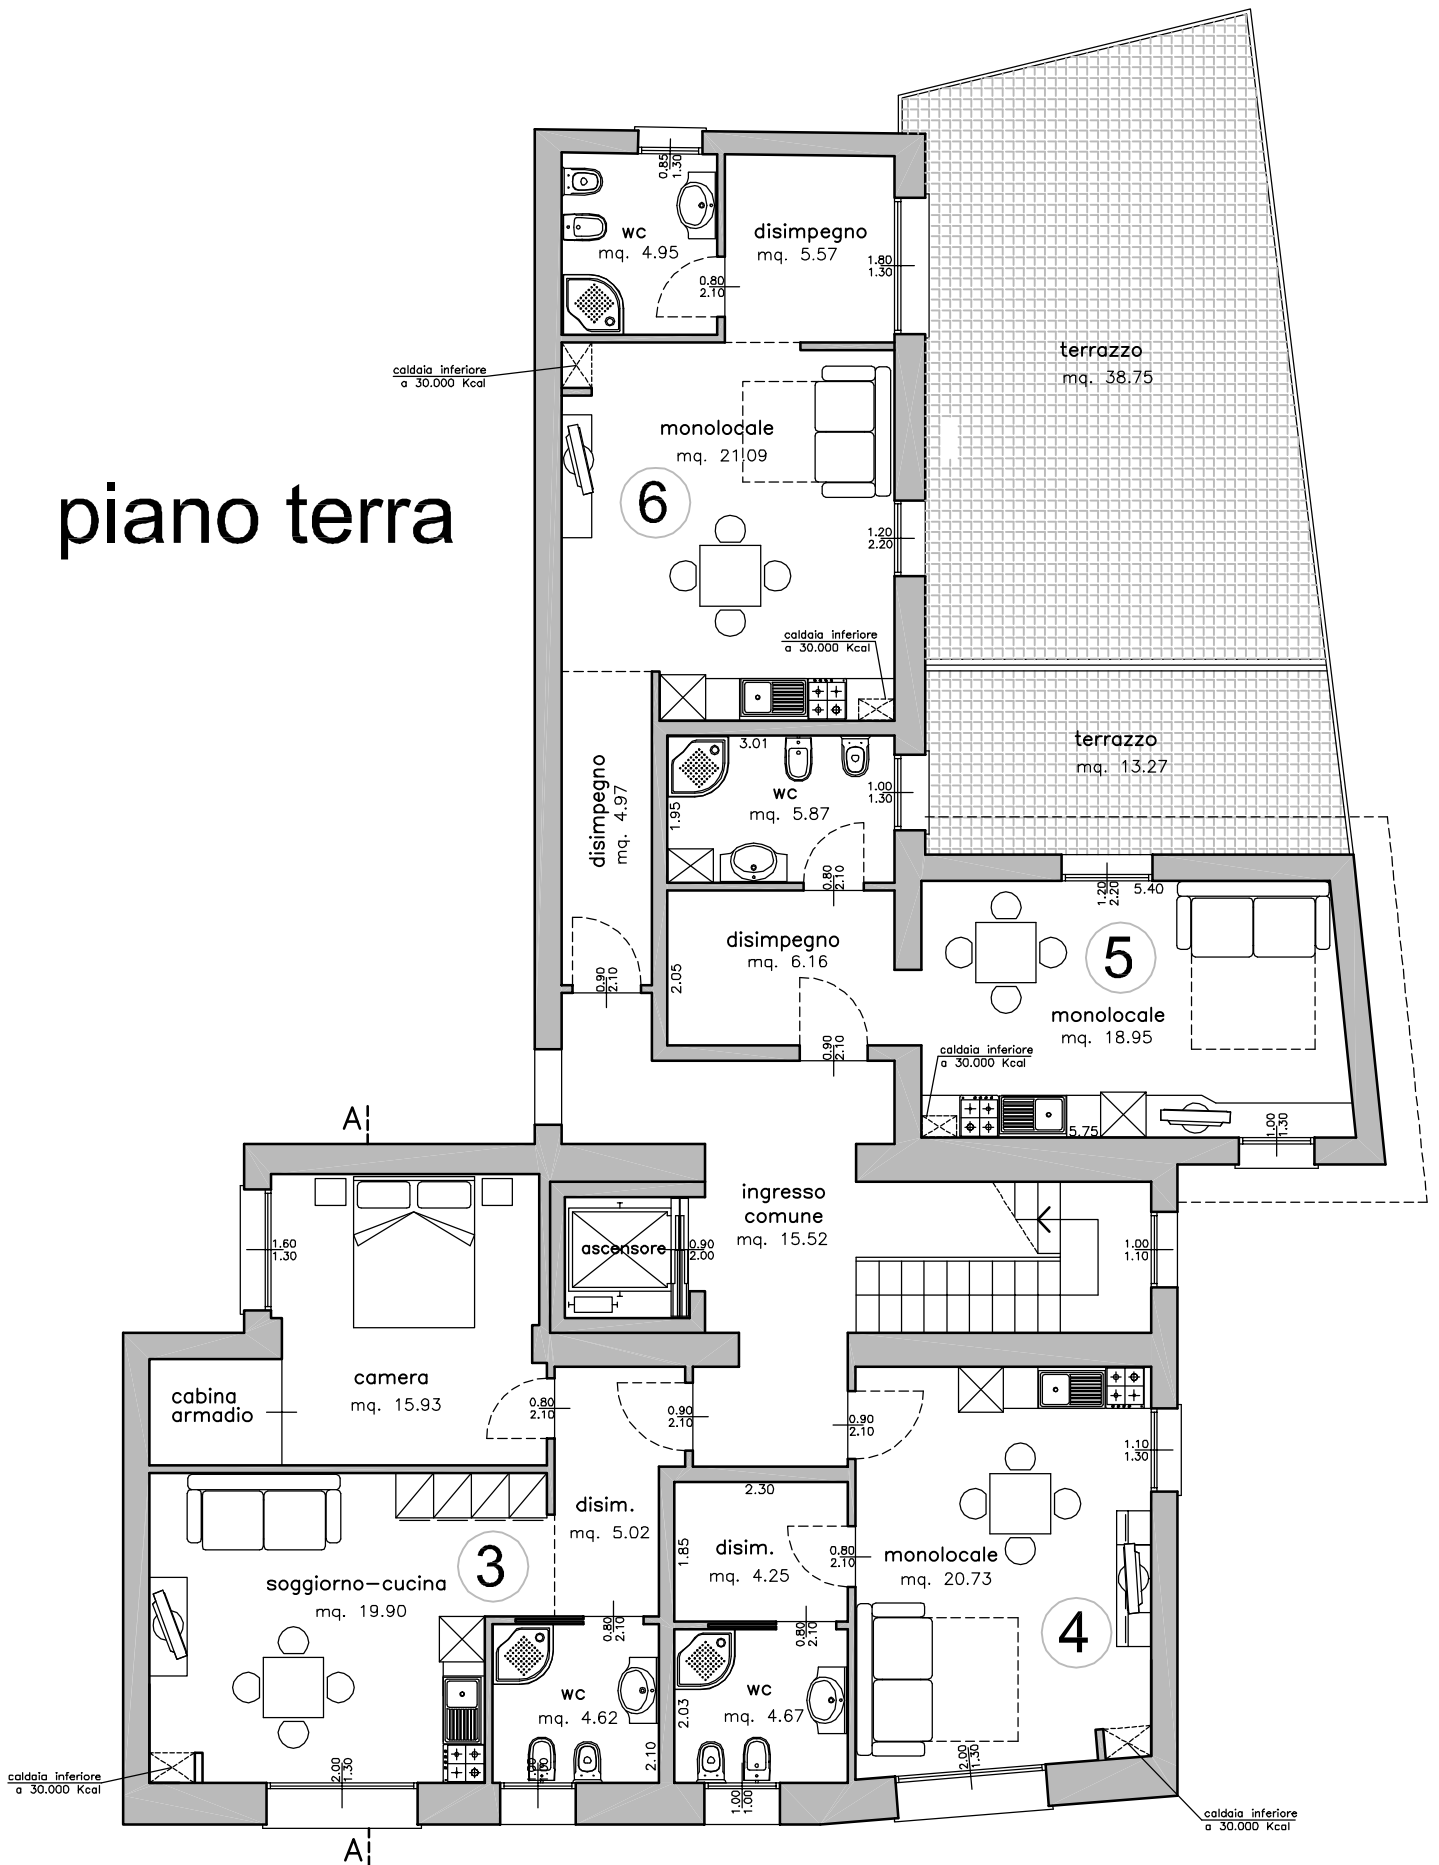 0.85
1.30
wc
mq. 4.95
disimpegno
mq. 5.57
1.80
1.30
0.80
2.10
terrazzo
mq. 38.75
caldaia inferiore
a 30.000 Kcal
monolocale
mq. 21.09
6
piano terra
1.20
2.20
caldaia inferiore
a 30.000 Kcal
3.01
terrazzo
mq. 13.27
disimpegno
mq. 4.97
1.95
wc
mq. 5.87
1.00
1.30
0.80
2.10
1.20
2.20
5.40
disimpegno
mq. 6.16
2.05
5
monolocale
mq. 18.95
0.90
2.10
0.90
2.10
caldaia inferiore
a 30.000 Kcal
5.75
1.00
1.30
A
ingresso
comune
mq. 15.52
ascensore
0.90
2.00
1.60
1.30
1.00
1.10
camera
mq. 15.93
cabina
armadio
0.80
2.10
0.90
2.10
0.90
2.10
1.10
1.30
2.30
disim.
mq. 5.02
1.85
disim.
mq. 4.25
0.80
2.10
monolocale
mq. 20.73
3
soggiorno-cucina
mq. 19.90
4
0.80
2.10
0.80
2.10
wc
mq. 4.62
2.10
wc
mq. 4.67
2.03
2.00
1.30
1.00
1.00
2.00
1.30
caldaia inferiore
a 30.000 Kcal
caldaia inferiore
a 30.000 Kcal
A